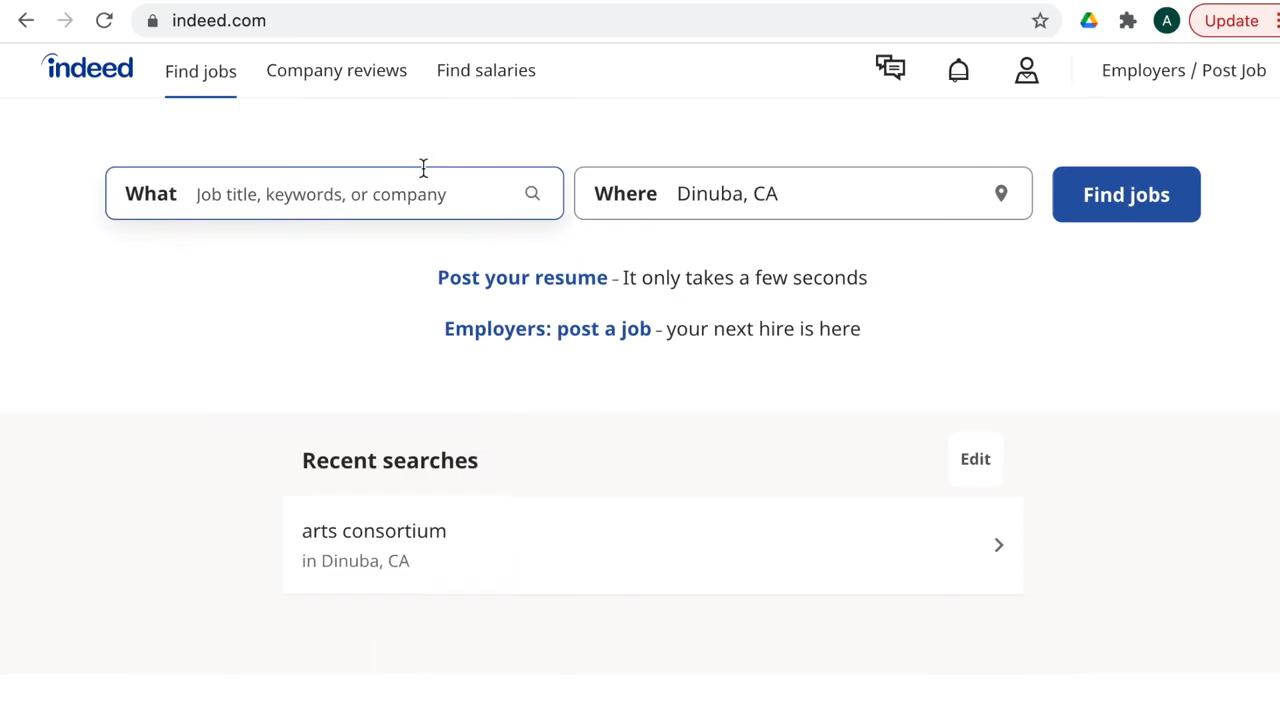 indeed.com
A
Update
indeed
Find jobs
Company reviews
Find salaries
Employers / Post Job
What Job title, keywords, or company
Where Dinuba, CA
Find jobs
Post your resume - It only takes a few seconds
Employers: post a job - your next hire is here
Recent searches
Edit
arts consortium
in Dinuba, CA